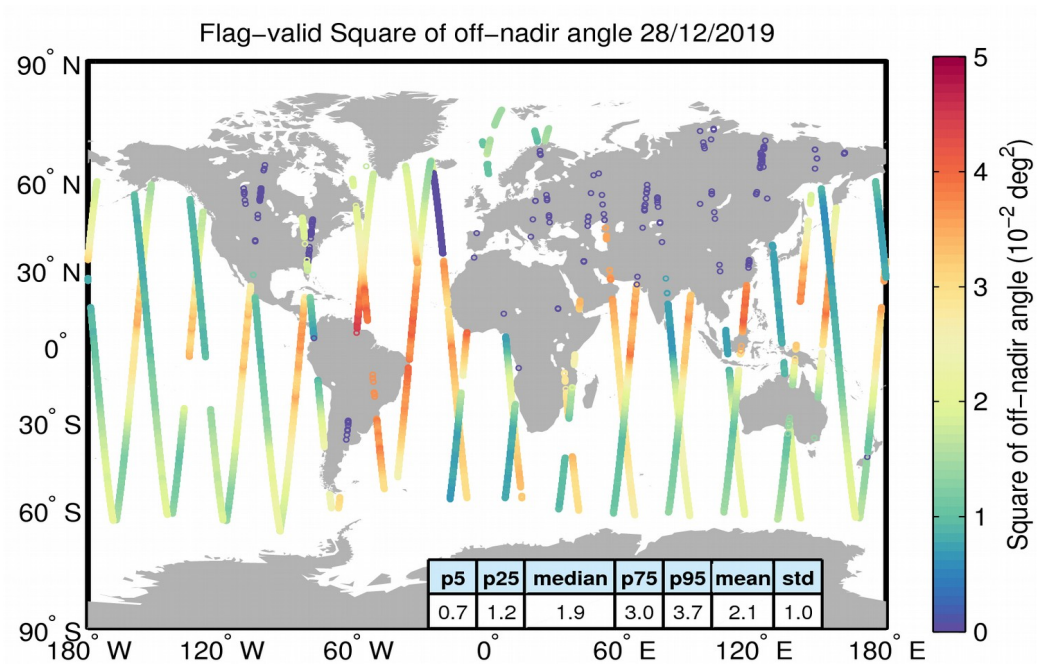 Flag−valid Square of off−nadir angle 28/12/2019
90° N
60° N
30° N
0°
30° S
60° S
90° S
180° W
120° W
60° W
0°
60° E
120° E
180° E
p5 p25 median p75 p95 mean std
0.7 1.2 1.9 3.0 3.7 2.1 1.0
5
4
3
2
1
0
Square of off−nadir angle (10⁻² deg²)